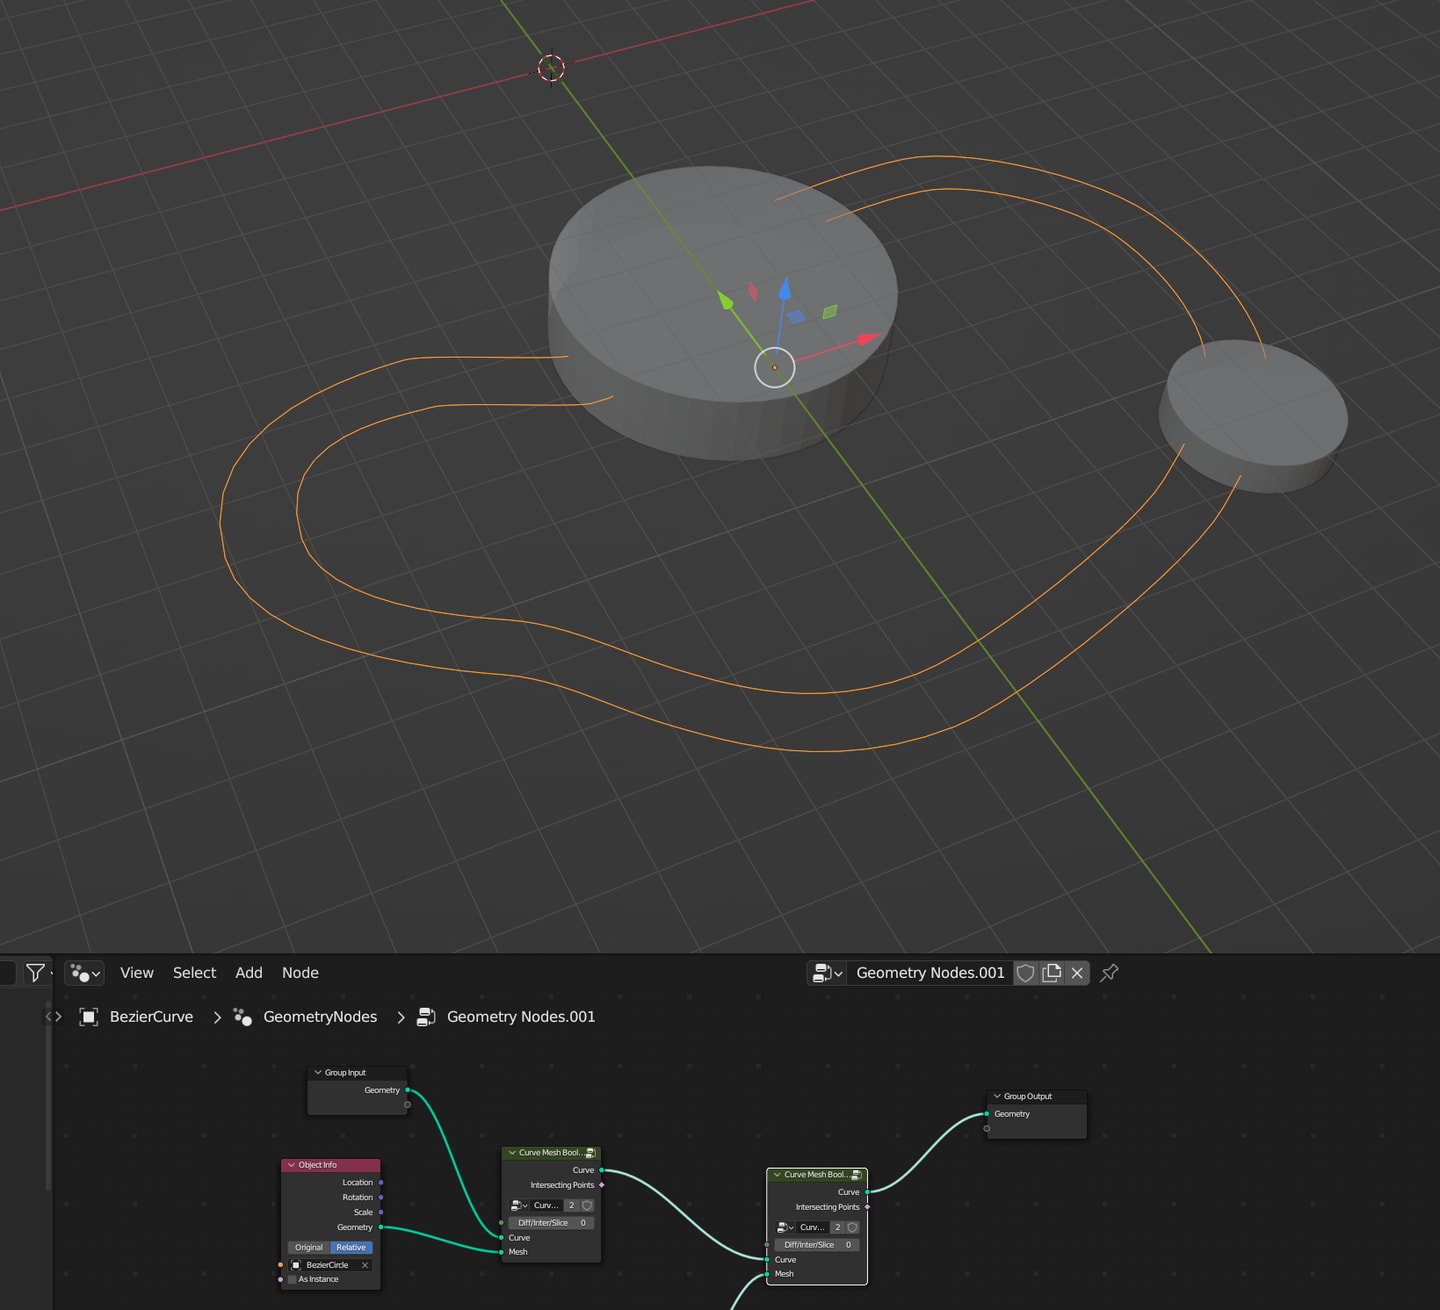 View Select Add Node Geometry Nodes.001
BezierCurve GeometryNodes Geometry Nodes.001
Group Input
Geometry
Object Info
Location
Rotation
Scale
Geometry
Original Relative
BezierCircle
As Instance
Curve Mesh Bool...
Curve
Intersecting Points
Curv... 2
Diff/Inter/Slice 0
Curve
Mesh
Curve Mesh Bool...
Curve
Intersecting Points
Curv... 2
Diff/Inter/Slice 0
Curve
Mesh
Group Output
Geometry